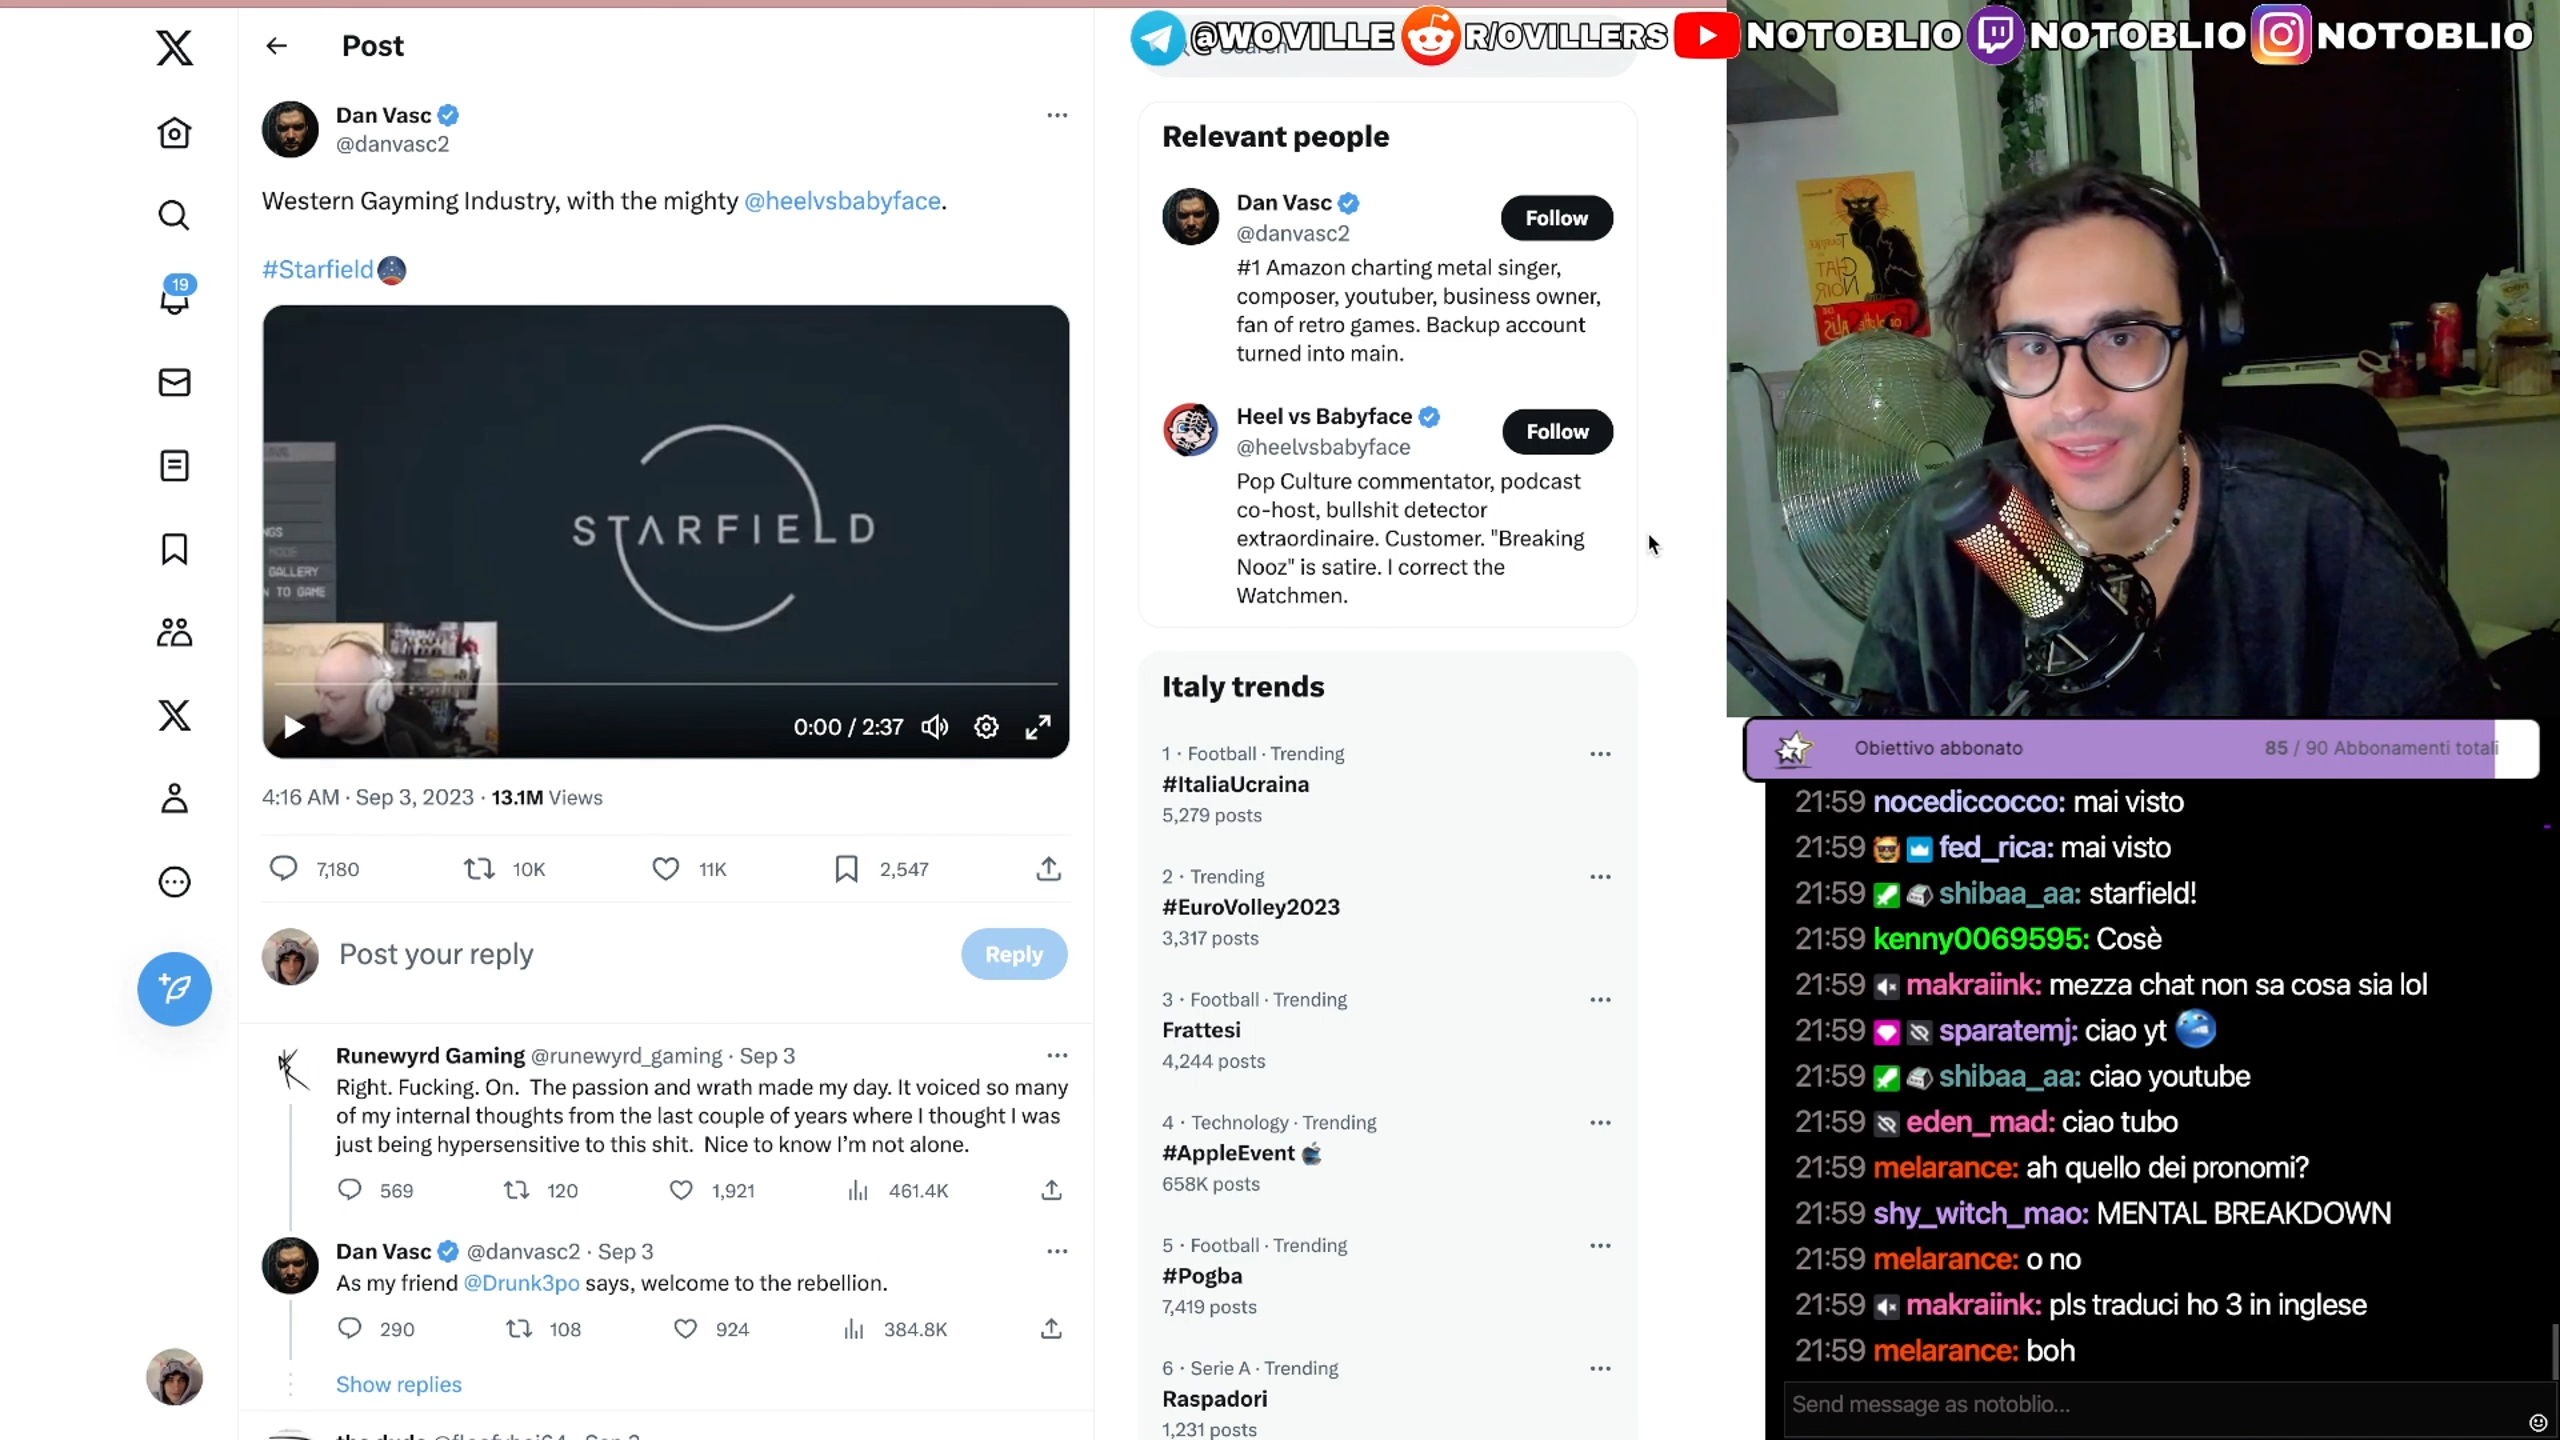 @WOVILLE R/OVILLERS NOTOBLIO NOTOBLIO NOTOBLIO
Post
Dan Vasc
@danvasc2
Western Gayming Industry, with the mighty @heelvsbabyface.
#Starfield
STARFIELD
GALLERY
0:00 / 2:37
4:16 AM · Sep 3, 2023 · 13.1M Views
7,180 10K 11K 2,547
Post your reply
Reply
Runewyrd Gaming @runewyrd_gaming · Sep 3
Right. Fucking. On. The passion and wrath made my day. It voiced so many
of my internal thoughts from the last couple of years where I thought I was
just being hypersensitive to this shit. Nice to know I'm not alone.
569 120 1,921 461.4K
Dan Vasc @danvasc2 · Sep 3
As my friend @Drunk3po says, welcome to the rebellion.
290 108 924 384.8K
Show replies
19
Search
Relevant people
Dan Vasc
@danvasc2
Follow
#1 Amazon charting metal singer,
composer, youtuber, business owner,
fan of retro games. Backup account
turned into main.
Heel vs Babyface
@heelvsbabyface
Follow
Pop Culture commentator, podcast
co-host, bullshit detector
extraordinaire. Customer. "Breaking
Nooz" is satire. I correct the
Watchmen.
Italy trends
1 · Football · Trending
#ItaliaUcraina
5,279 posts
2 · Trending
#EuroVolley2023
3,317 posts
3 · Football · Trending
Frattesi
4,244 posts
4 · Technology · Trending
#AppleEvent
658K posts
5 · Football · Trending
#Pogba
7,419 posts
6 · Serie A · Trending
Raspadori
1,231 posts
Obiettivo abbonato 85 / 90 Abbonamenti totali
21:59 nocediccocco: mai visto
21:59 fed_rica: mai visto
21:59 shibaa_aa: starfield!
21:59 kenny0069595: Cosè
21:59 makraiink: mezza chat non sa cosa sia lol
21:59 sparatemj: ciao yt
21:59 shibaa_aa: ciao youtube
21:59 eden_mad: ciao tubo
21:59 melarance: ah quello dei pronomi?
21:59 shy_witch_mao: MENTAL BREAKDOWN
21:59 melarance: o no
21:59 makraiink: pls traduci ho 3 in inglese
21:59 melarance: boh
Send message as notoblio...